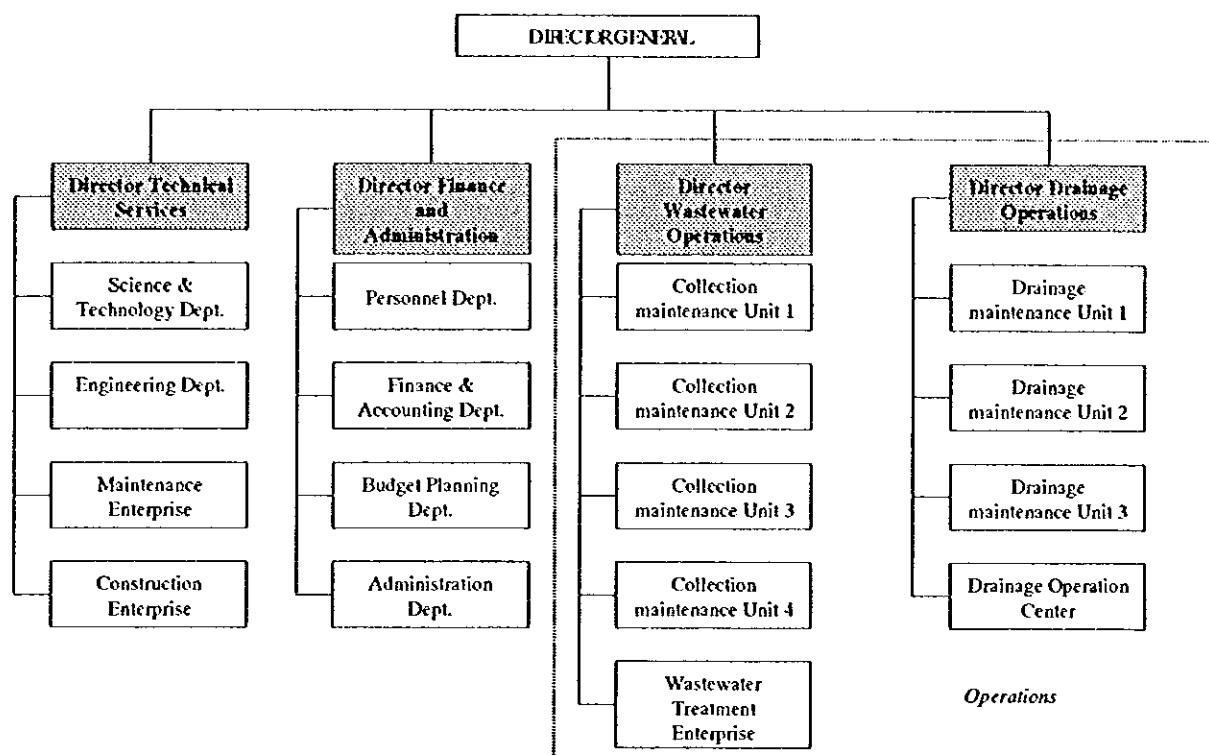 DIRECTOR GENERAL
Director Technical
Services
Science &
Technology Dept.
Engineering Dept.
Maintenance
Enterprise
Construction
Enterprise
Director Finance
and
Administration
Personnel Dept.
Finance &
Accounting Dept.
Budget Planning
Dept.
Administration
Dept.
Director
Wastewater
Operations
Collection
maintenance Unit 1
Collection
maintenance Unit 2
Collection
maintenance Unit 3
Collection
maintenance Unit 4
Wastewater
Treatment
Enterprise
Director Drainage
Operations
Drainage
maintenance Unit 1
Drainage
maintenance Unit 2
Drainage
maintenance Unit 3
Drainage Operation
Center
Operations